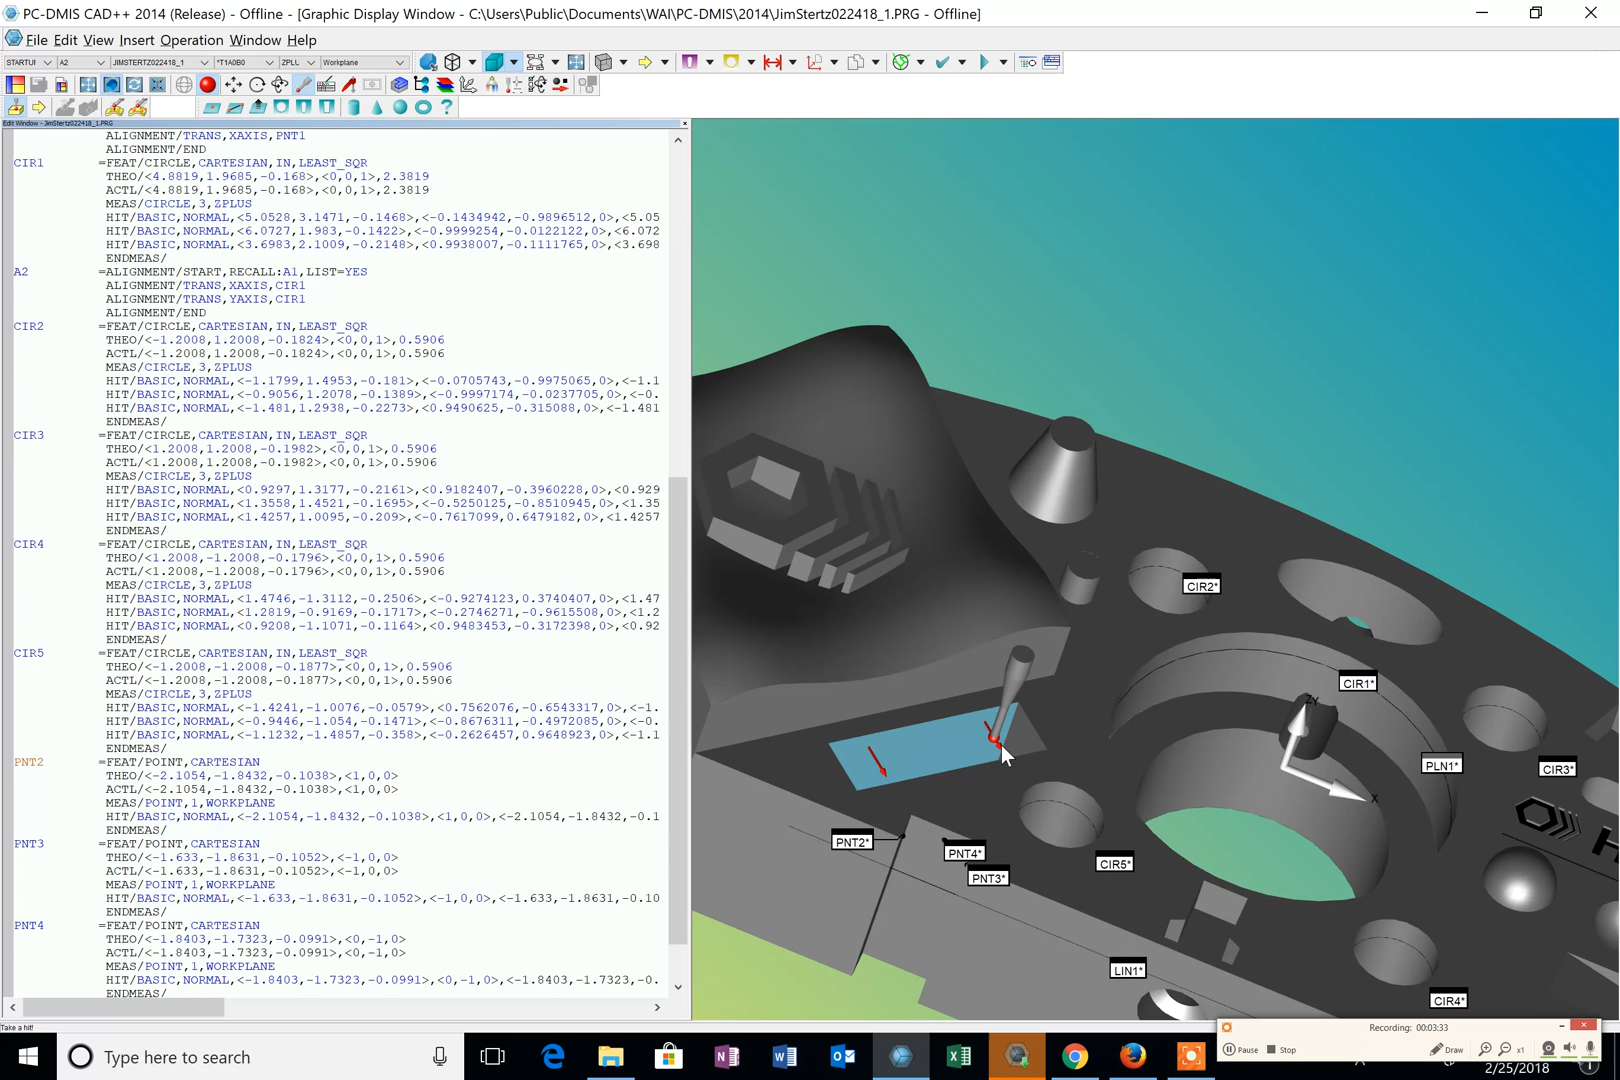 PC-DMIS CAD++ 2014 (Release) - Offline - [Graphic Display Window - C:\Users\Public\Documents\WAI\PC-DMIS\2014\JimStertz022418_1.PRG - Offline]
File Edit View Insert Operation Window Help
STARTUP A2 JIMSTERTZ022418_1 *T1A0B0 ZPLU Workplane
Edit Window - JimStertz022418_1.PRG
ALIGNMENT/TRANS,XAXIS,PNT1
ALIGNMENT/END
CIR1 =FEAT/CIRCLE,CARTESIAN,IN,LEAST_SQR
THEO/<4.8819,1.9685,-0.168>,<0,0,1>,2.3819
ACTL/<4.8819,1.9685,-0.168>,<0,0,1>,2.3819
MEAS/CIRCLE,3,ZPLUS
HIT/BASIC,NORMAL,<5.0528,3.1471,-0.1468>,<-0.1434942,-0.9896512,0>,<5.05
HIT/BASIC,NORMAL,<6.0727,1.983,-0.1422>,<-0.9999254,-0.0122122,0>,<6.072
HIT/BASIC,NORMAL,<3.6983,2.1009,-0.2148>,<0.9938007,-0.1111765,0>,<3.698
ENDMEAS/
A2 =ALIGNMENT/START,RECALL:A1,LIST=YES
ALIGNMENT/TRANS,XAXIS,CIR1
ALIGNMENT/TRANS,YAXIS,CIR1
ALIGNMENT/END
CIR2 =FEAT/CIRCLE,CARTESIAN,IN,LEAST_SQR
THEO/<-1.2008,1.2008,-0.1824>,<0,0,1>,0.5906
ACTL/<-1.2008,1.2008,-0.1824>,<0,0,1>,0.5906
MEAS/CIRCLE,3,ZPLUS
HIT/BASIC,NORMAL,<-1.1799,1.4953,-0.181>,<-0.0705743,-0.9975065,0>,<-1.1
HIT/BASIC,NORMAL,<-0.9056,1.2078,-0.1389>,<-0.9997174,-0.0237705,0>,<-0.
HIT/BASIC,NORMAL,<-1.481,1.2938,-0.2273>,<0.9490625,-0.315088,0>,<-1.481
ENDMEAS/
CIR3 =FEAT/CIRCLE,CARTESIAN,IN,LEAST_SQR
THEO/<1.2008,1.2008,-0.1982>,<0,0,1>,0.5906
ACTL/<1.2008,1.2008,-0.1982>,<0,0,1>,0.5906
MEAS/CIRCLE,3,ZPLUS
HIT/BASIC,NORMAL,<0.9297,1.3177,-0.2161>,<0.9182407,-0.3960228,0>,<0.929
HIT/BASIC,NORMAL,<1.3558,1.4521,-0.1695>,<-0.5250125,-0.8510945,0>,<1.35
HIT/BASIC,NORMAL,<1.4257,1.0095,-0.209>,<-0.7617099,0.6479182,0>,<1.4257
ENDMEAS/
CIR4 =FEAT/CIRCLE,CARTESIAN,IN,LEAST_SQR
THEO/<1.2008,-1.2008,-0.1796>,<0,0,1>,0.5906
ACTL/<1.2008,-1.2008,-0.1796>,<0,0,1>,0.5906
MEAS/CIRCLE,3,ZPLUS
HIT/BASIC,NORMAL,<1.4746,-1.3112,-0.2506>,<-0.9274123,0.3740407,0>,<1.47
HIT/BASIC,NORMAL,<1.2819,-0.9169,-0.1717>,<-0.2746271,-0.9615508,0>,<1.2
HIT/BASIC,NORMAL,<0.9208,-1.1071,-0.1164>,<0.9483453,-0.3172398,0>,<0.92
ENDMEAS/
CIR5 =FEAT/CIRCLE,CARTESIAN,IN,LEAST_SQR
THEO/<-1.2008,-1.2008,-0.1877>,<0,0,1>,0.5906
ACTL/<-1.2008,-1.2008,-0.1877>,<0,0,1>,0.5906
MEAS/CIRCLE,3,ZPLUS
HIT/BASIC,NORMAL,<-1.4241,-1.0076,-0.0579>,<0.7562076,-0.6543317,0>,<-1.
HIT/BASIC,NORMAL,<-0.9446,-1.054,-0.1471>,<-0.8676311,-0.4972085,0>,<-0.
HIT/BASIC,NORMAL,<-1.1232,-1.4857,-0.358>,<0.2626457,0.9648923,0>,<-1.1
ENDMEAS/
PNT2 =FEAT/POINT,CARTESIAN
THEO/<-2.1054,-1.8432,-0.1038>,<1,0,0>
ACTL/<-2.1054,-1.8432,-0.1038>,<1,0,0>
MEAS/POINT,1,WORKPLANE
HIT/BASIC,NORMAL,<-2.1054,-1.8432,-0.1038>,<1,0,0>,<-2.1054,-1.8432,-0.1
ENDMEAS/
PNT3 =FEAT/POINT,CARTESIAN
THEO/<-1.633,-1.8631,-0.1052>,<-1,0,0>
ACTL/<-1.633,-1.8631,-0.1052>,<-1,0,0>
MEAS/POINT,1,WORKPLANE
HIT/BASIC,NORMAL,<-1.633,-1.8631,-0.1052>,<-1,0,0>,<-1.633,-1.8631,-0.10
ENDMEAS/
PNT4 =FEAT/POINT,CARTESIAN
THEO/<-1.8403,-1.7323,-0.0991>,<0,-1,0>
ACTL/<-1.8403,-1.7323,-0.0991>,<0,-1,0>
MEAS/POINT,1,WORKPLANE
HIT/BASIC,NORMAL,<-1.8403,-1.7323,-0.0991>,<0,-1,0>,<-1.8403,-1.7323,-0.
ENDMEAS/
CIR2*
CIR1*
ZY
X
PLN1*
CIR3*
H
PNT2*
PNT4*
PNT3*
CIR5*
LIN1*
CIR4*
Take a hit!
Recording: 00:03:33
Pause Stop Draw x1
Type here to search
2/25/2018